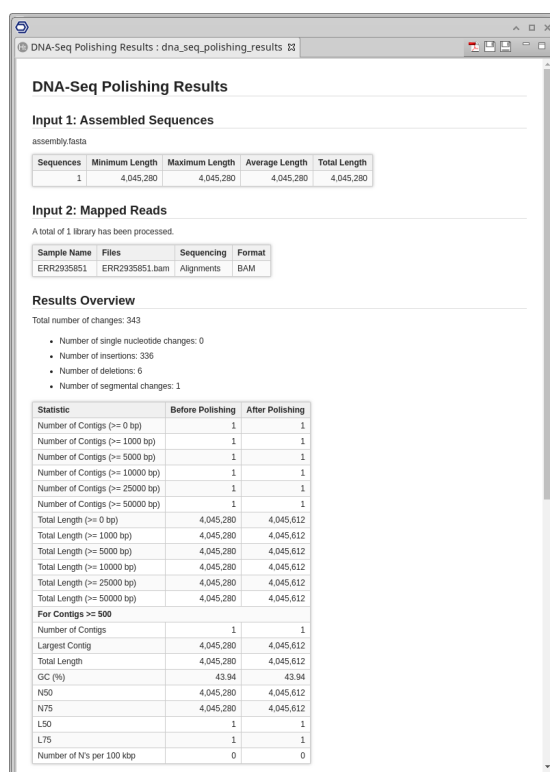 DNA-Seq Polishing Results : dna_seq_polishing_results
DNA-Seq Polishing Results
Input 1: Assembled Sequences
assembly.fasta
Sequences Minimum Length Maximum Length Average Length Total Length
1 4,045,280 4,045,280 4,045,280 4,045,280
Input 2: Mapped Reads
A total of 1 library has been processed.
Sample Name Files Sequencing Format
ERR2935851 ERR2935851.bam Alignments BAM
Results Overview
Total number of changes: 343
• Number of single nucleotide changes: 0
• Number of insertions: 336
• Number of deletions: 6
• Number of segmental changes: 1
Statistic Before Polishing After Polishing
Number of Contigs (>= 0 bp) 1 1
Number of Contigs (>= 1000 bp) 1 1
Number of Contigs (>= 5000 bp) 1 1
Number of Contigs (>= 10000 bp) 1 1
Number of Contigs (>= 25000 bp) 1 1
Number of Contigs (>= 50000 bp) 1 1
Total Length (>= 0 bp) 4,045,280 4,045,612
Total Length (>= 1000 bp) 4,045,280 4,045,612
Total Length (>= 5000 bp) 4,045,280 4,045,612
Total Length (>= 10000 bp) 4,045,280 4,045,612
Total Length (>= 25000 bp) 4,045,280 4,045,612
Total Length (>= 50000 bp) 4,045,280 4,045,612
For Contigs >= 500
Number of Contigs 1 1
Largest Contig 4,045,280 4,045,612
Total Length 4,045,280 4,045,612
GC (%) 43.94 43.94
N50 4,045,280 4,045,612
N75 4,045,280 4,045,612
L50 1 1
L75 1 1
Number of N's per 100 kbp 0 0